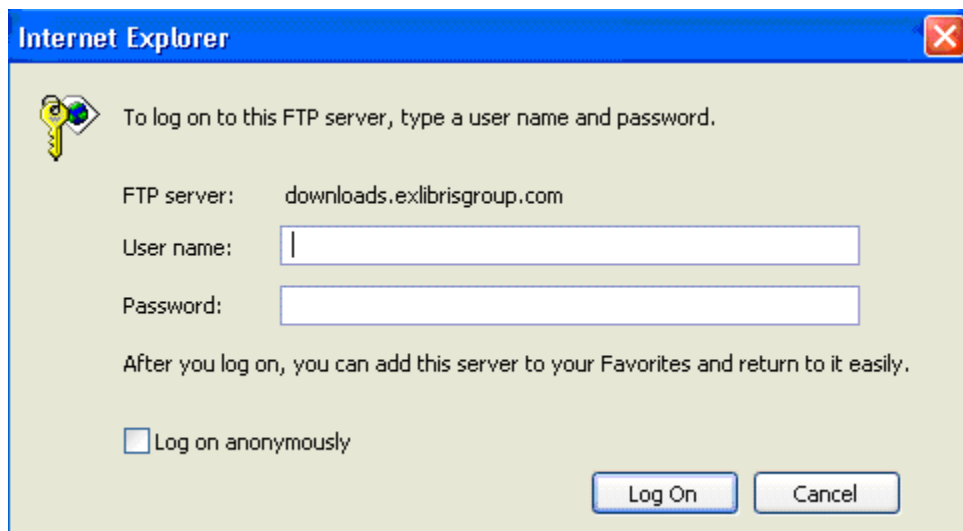 Internet Explorer
To log on to this FTP server, type a user name and password.
FTP server: downloads.exlibrisgroup.com
User name:
Password:
After you log on, you can add this server to your Favorites and return to it easily.
Log on anonymously
Log On Cancel